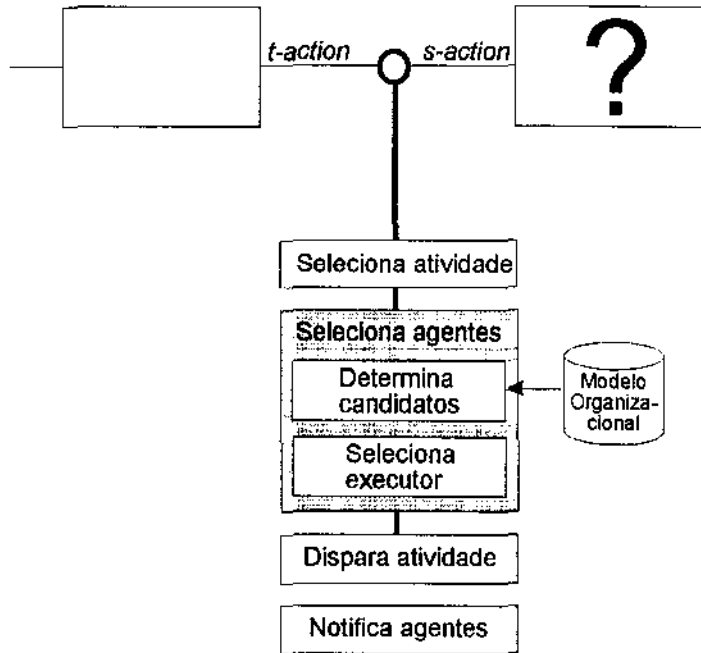 t-action
s-action
?
Seleciona atividade
Seleciona agentes
Determina
candidatos
Modelo
Organiza-
cional
Seleciona
executor
Dispara atividade
Notifica agentes